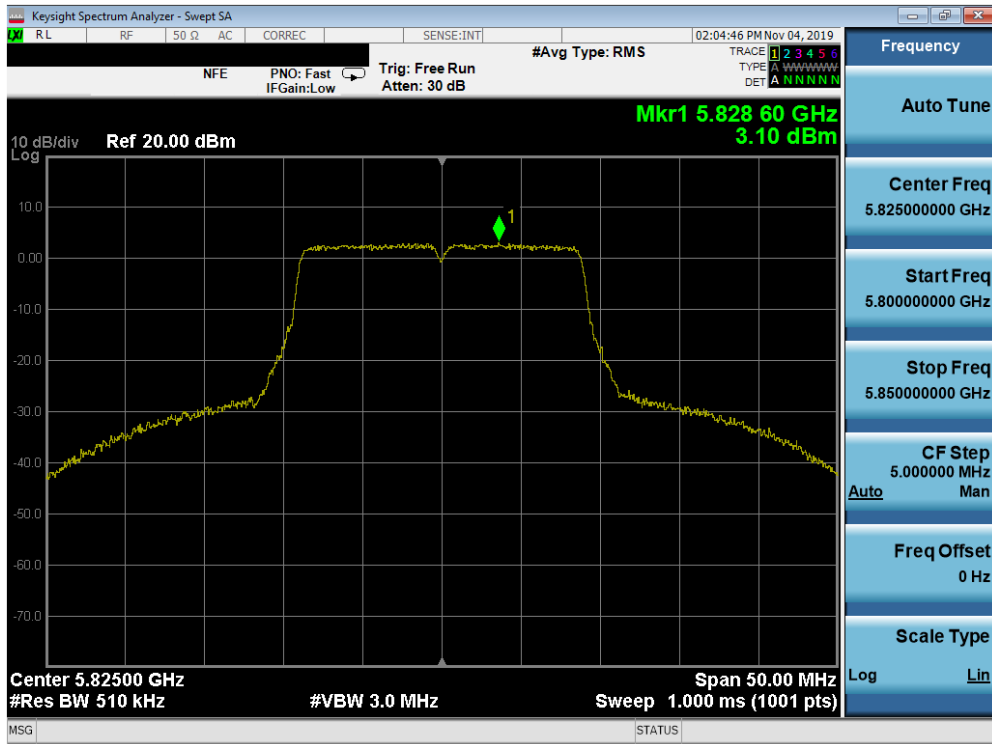 Keysight Spectrum Analyzer - Swept SA
LXI RL RF 50 Ω AC CORREC SENSE:INT 02:04:46 PM Nov 04, 2019
NFE PNO: Fast Trig: Free Run #Avg Type: RMS TRACE 1 2 3 4 5 6
IFGain:Low Atten: 30 dB TYPE A WWWWW
DET A N N N N N
Mkr1 5.828 60 GHz
3.10 dBm
10 dB/div Ref 20.00 dBm
Log
1
10.0
0.00
-10.0
-20.0
-30.0
-40.0
-50.0
-60.0
-70.0
Center 5.82500 GHz Span 50.00 MHz
#Res BW 510 kHz #VBW 3.0 MHz Sweep 1.000 ms (1001 pts)
MSG STATUS
Frequency
Auto Tune
Center Freq
5.825000000 GHz
Start Freq
5.800000000 GHz
Stop Freq
5.850000000 GHz
CF Step
5.000000 MHz
Auto Man
Freq Offset
0 Hz
Scale Type
Log Lin